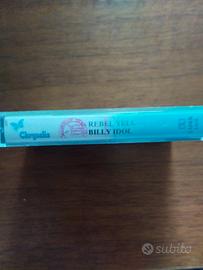 Chrysalis
REBEL YELL
BILLY IDOL
subito